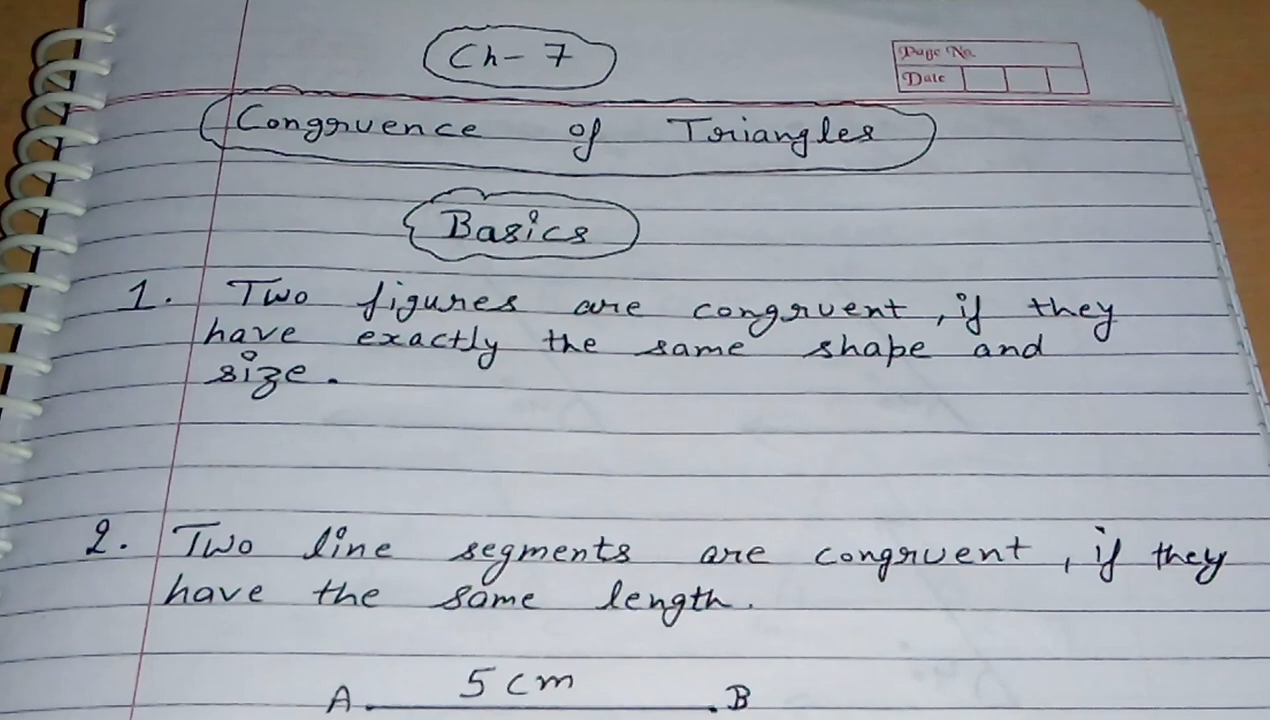 Ch-7
Page No.
Date
Congruence of Triangles
Basics
1. Two figures are congruent, if they
have exactly the same shape and
size.
2. Two line segments are congruent, if they
have the same length.
5 cm
A B